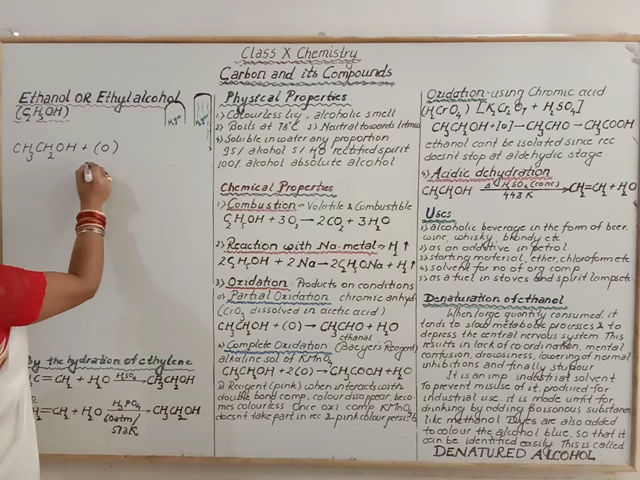 Class X Chemistry
Carbon and its Compounds
Ethanol OR Ethyl alcohol
(C₂H₅OH)
CH₃CH₂OH + (O)
By the hydration of ethylene
C=CH₂ + H₂O H₂SO₄→ CH₃CH₂OH
=CH₂ + H₂O H₃PO₄→ CH₃CH₂OH
60atm/
573K
Physical Properties
1) Colourless liq, alcoholic smell
2) Boils at 78°C 3) Neutral towards litmus
4) Soluble in water any proportion
95% alcohol 5% H₂O rectified spirit
100% alcohol absolute alcohol
Chemical Properties
1) Combustion - Volatile & Combustible
C₂H₅OH + 3O₂ → 2CO₂ + 3H₂O
2) Reaction with Na metal → H₂↑
2C₂H₅OH + 2Na → 2C₂H₅ONa + H₂↑
3) Oxidation Products on conditions
a) Partial Oxidation chromic anhyd
(CrO₃ dissolved in acetic acid)
CH₃CH₂OH + (O) → CH₃CHO + H₂O
ethanal
Complete Oxidation (Baeyers Reagent)
alkaline sol of KMnO₄
CH₃CH₂OH + 2(O) → CH₃COOH + H₂O
B Reagent (pink) when interacts with
double bond comp, colour disappear
becomes colourless Once oxi comp KMnO₄
doesnt take part in rec & pink colour persists
Oxidation - using Chromic acid
(H₂CrO₄) [K₂Cr₂O₇ + H₂SO₄]
CH₃CH₂OH + [O] → CH₃CHO → CH₃COOH
ethanol cant be isolated since rec
doesnt stop at aldehydic stage
4) Acidic dehydration
CH₃CH₂OH Δ H₂SO₄(conc) 443K → CH₂=CH₂ + H₂O
Uses
1) alcoholic beverage in the form of beer,
wine, whisky, brandy etc
2) as an additive in petrol
3) starting material, ether, chloroform etc
4) solvent for no of org comp
5) as a fuel in stoves and spirit lamps etc
Denaturation of ethanol
When large quantity consumed, it
tends to slow metabolic processes & to
depress the central nervous system. This
results in lack of coordination, mental
confusion, drowsiness, lowering of normal
inhibitions and finally stupour
It is an imp. industrial solvent
To prevent misuse of it produced for
industrial use, it is made unfit for
drinking by adding poisonous substance
like methanol Dyes are also added
to colour the alcohol blue, so that it
can be identified easily. This is called
DENATURED ALCOHOL